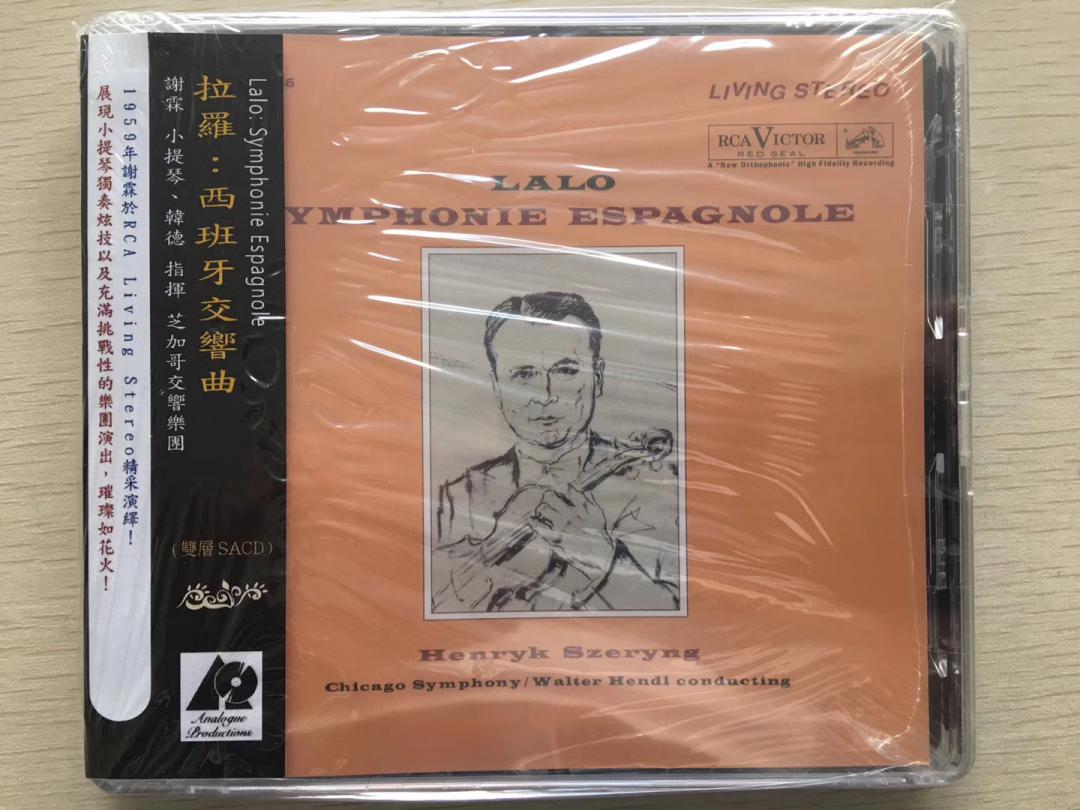 1959年謝霖於RCA Living Stereo精采演繹！
展現小提琴獨奏炫技以及充滿挑戰性的樂團演出，璀璨如花火！
Lalo: Symphonie Espagnole
拉羅：西班牙交響曲
謝霖 小提琴、韓德 指揮 芝加哥交響樂團
（雙層SACD）
Analogue
Productions
6
LIVING STEREO
RCA VICTOR
RED SEAL
A "New Orthophonic" High Fidelity Recording
LALO
YMPHONIE ESPAGNOLE
Henryk Szeryng
Chicago Symphony/Walter Hendl conducting